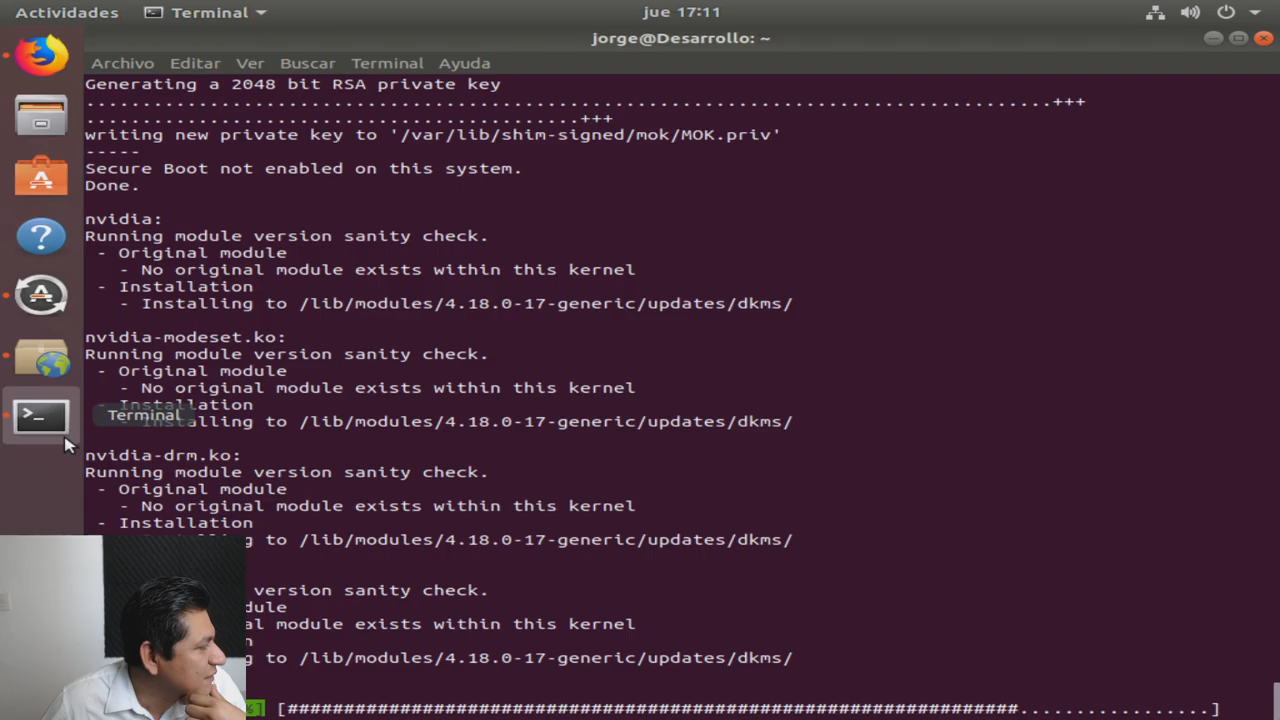 Actividades Terminal jue 17:11
jorge@Desarrollo: ~
Archivo Editar Ver Buscar Terminal Ayuda
Generating a 2048 bit RSA private key
......................................................................................+++
............................................+++
writing new private key to '/var/lib/shim-signed/mok/MOK.priv'
-----
Secure Boot not enabled on this system.
Done.
nvidia:
Running module version sanity check.
- Original module
- No original module exists within this kernel
- Installation
- Installing to /lib/modules/4.18.0-17-generic/updates/dkms/
nvidia-modeset.ko:
Running module version sanity check.
- Original module
- No original module exists within this kernel
- Installation
Terminal
- Installing to /lib/modules/4.18.0-17-generic/updates/dkms/
nvidia-drm.ko:
Running module version sanity check.
- Original module
- No original module exists within this kernel
- Installation
to /lib/modules/4.18.0-17-generic/updates/dkms/
version sanity check.
dule
al module exists within this kernel
n
ng to /lib/modules/4.18.0-17-generic/updates/dkms/
%] [#################################################################.................]